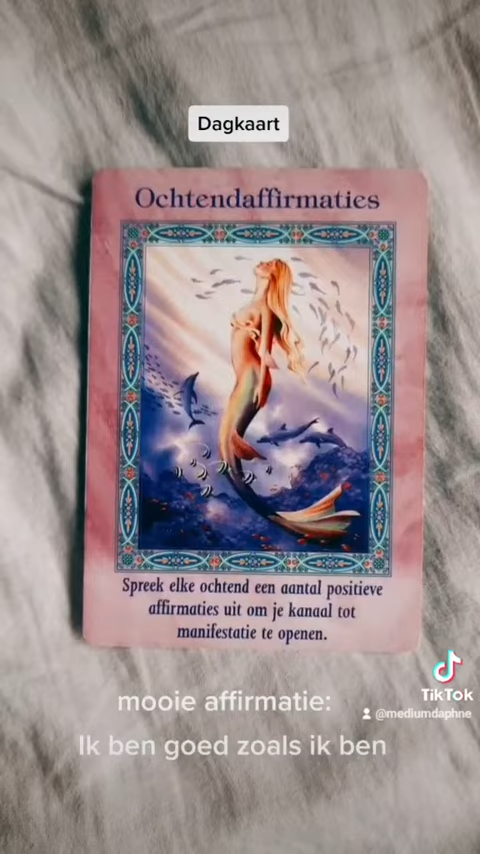 Dagkaart
Ochtendaffirmaties
Spreek elke ochtend een aantal positieve
affirmaties uit om je kanaal tot
manifestatie te openen.
TikTok
@mediumdaphne
mooie affirmatie:
Ik ben goed zoals ik ben